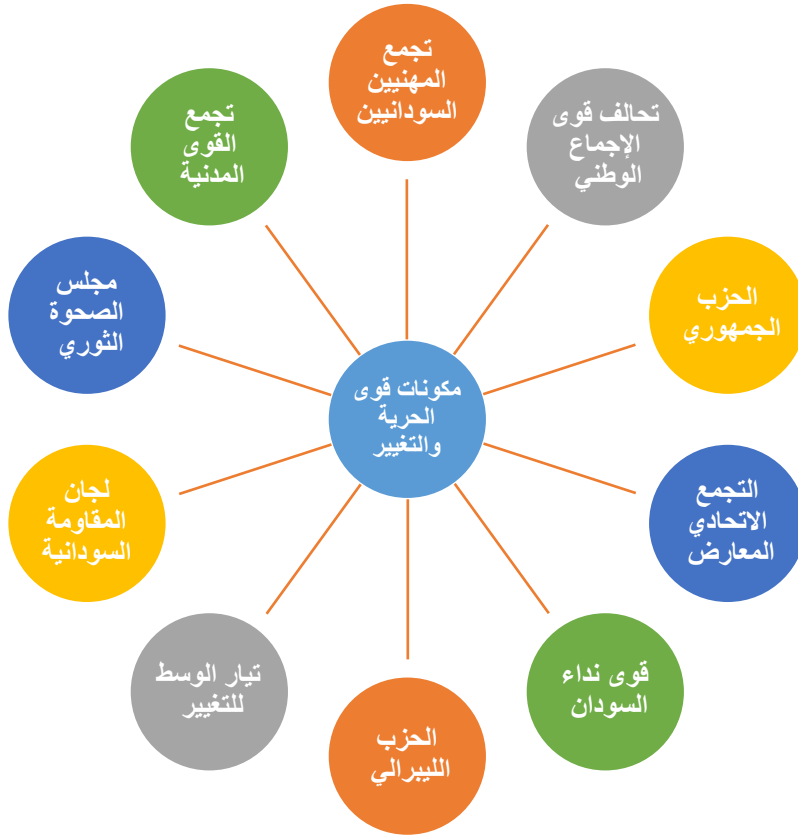 تجمع
المهنيين
السودانيين
تحالف قوى
الإجماع
الوطني
الحزب
الجمهوري
التجمع
الاتحادي
المعارض
قوى نداء
السودان
الحزب
الليبرالي
تيار الوسط
للتغيير
لجان
المقاومة
السودانية
مجلس
الصحوة
الثوري
تجمع
القوى
المدنية
مكونات قوى
الحرية
والتغيير